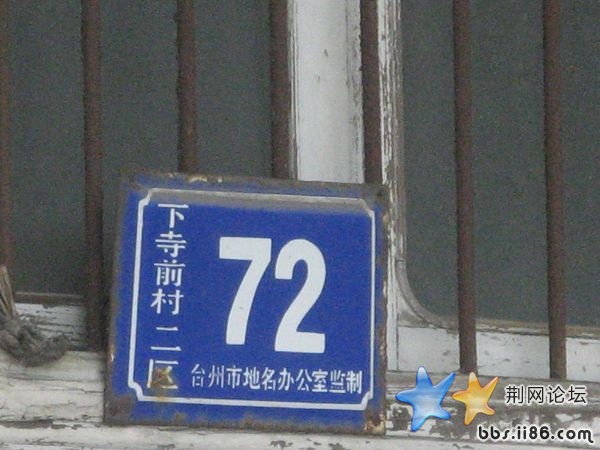 下寺前村 二区
72
台州市地名办公室监制
荆网论坛
bbs.ii86.com